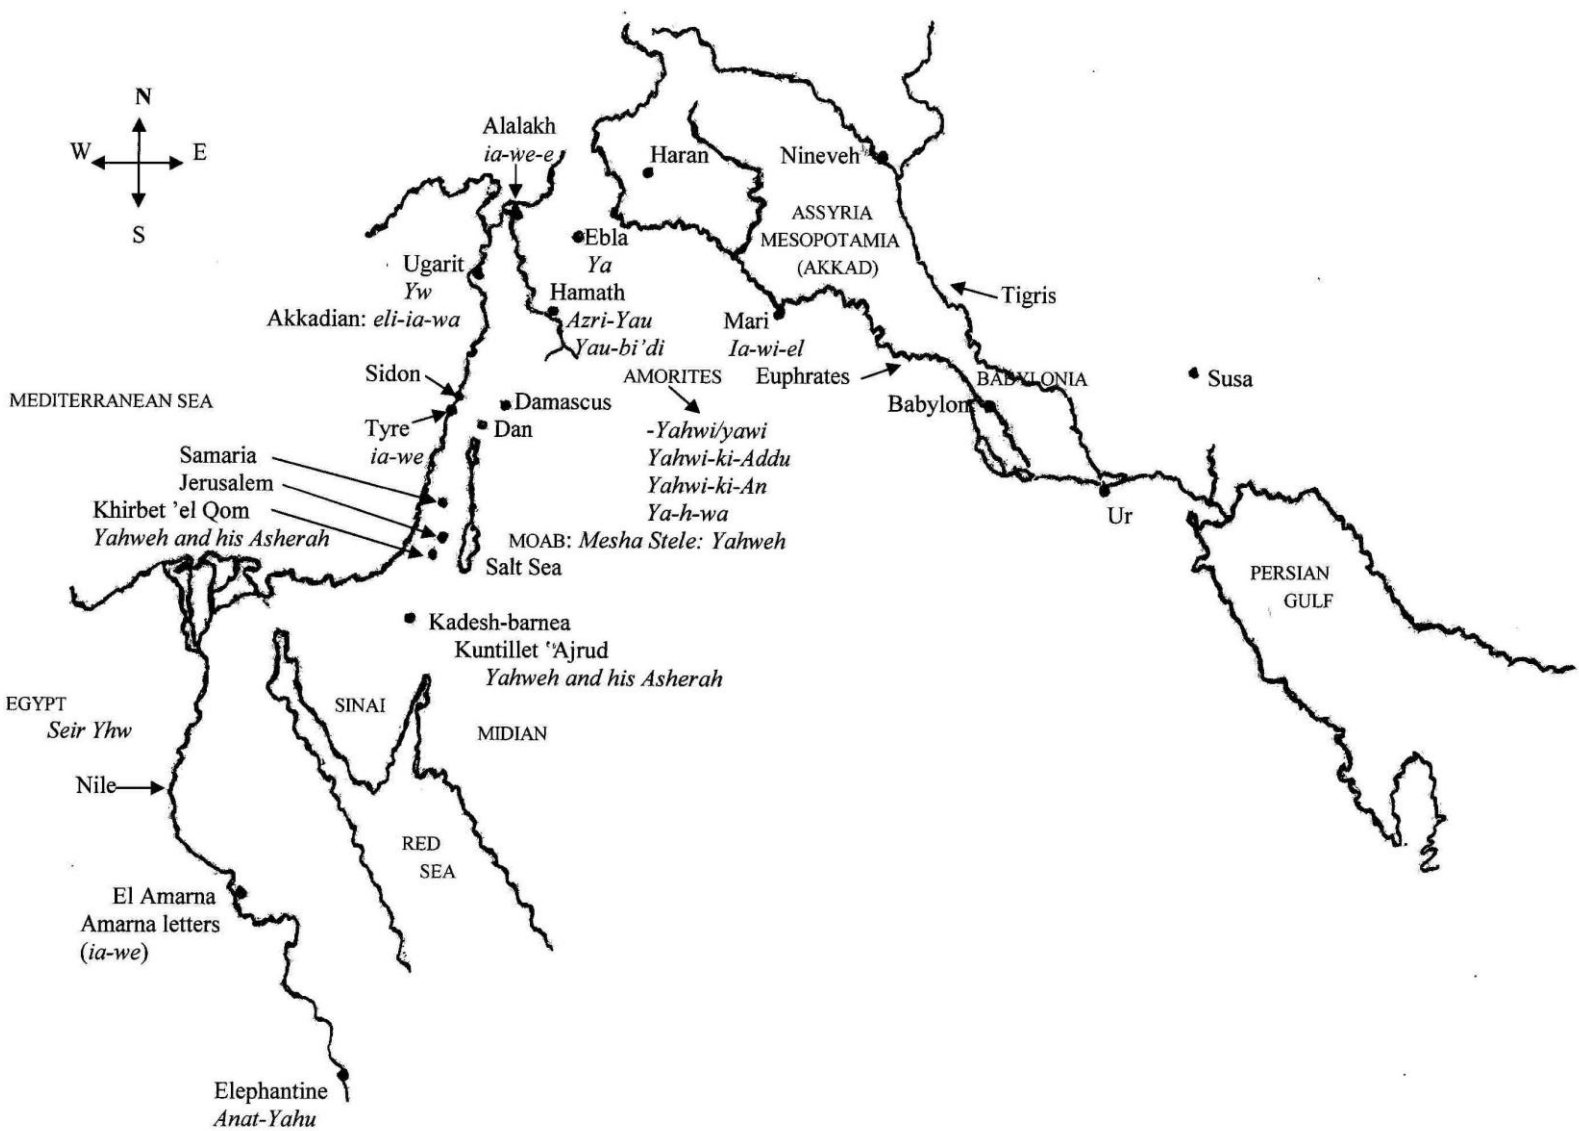 N
W
E
S
Alalakh
ia-we-e
Haran
Nineveh
ASSYRIA
MESOPOTAMIA
(AKKAD)
Ebla
Ya
Ugarit
Yw
Akkadian: eli-ia-wa
Hamath
Azri-Yau
Yau-bi’di
Tigris
Mari
Ia-wi-el
Euphrates
AMORITES
-Yahwi/yawi
Yahwi-ki-Addu
Yahwi-ki-An
Ya-h-wa
Sidon
MEDITERRANEAN SEA
Damascus
Dan
Tyre
ia-we
BABYLONIA
Babylon
Susa
Samaria
Jerusalem
Khirbet ’el Qom
Yahweh and his Asherah
MOAB: Mesha Stele: Yahweh
Salt Sea
Ur
PERSIAN
GULF
Kadesh-barnea
Kuntillet ‘Ajrud
Yahweh and his Asherah
EGYPT
Seir Yhw
SINAI
MIDIAN
Nile
RED
SEA
El Amarna
Amarna letters
(ia-we)
Elephantine
Anat-Yahu